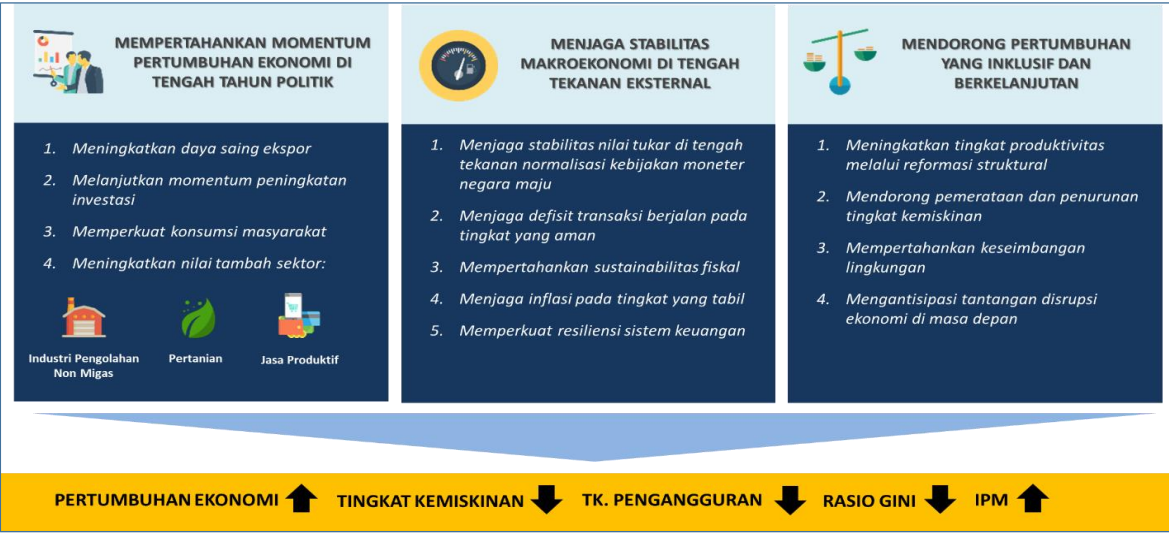 MEMPERTAHANKAN MOMENTUM
PERTUMBUHAN EKONOMI DI
TENGAH TAHUN POLITIK
1. Meningkatkan daya saing ekspor
2. Melanjutkan momentum peningkatan
investasi
3. Memperkuat konsumsi masyarakat
4. Meningkatkan nilai tambah sektor:
Industri Pengolahan
Non Migas
Pertanian
Jasa Produktif
MENJAGA STABILITAS
MAKROEKONOMI DI TENGAH
TEKANAN EKSTERNAL
1. Menjaga stabilitas nilai tukar di tengah
tekanan normalisasi kebijakan moneter
negara maju
2. Menjaga defisit transaksi berjalan pada
tingkat yang aman
3. Mempertahankan sustainabilitas fiskal
4. Menjaga inflasi pada tingkat yang tabil
5. Memperkuat resiliensi sistem keuangan
MENDORONG PERTUMBUHAN
YANG INKLUSIF DAN
BERKELANJUTAN
1. Meningkatkan tingkat produktivitas
melalui reformasi struktural
2. Mendorong pemerataan dan penurunan
tingkat kemiskinan
3. Mempertahankan keseimbangan
lingkungan
4. Mengantisipasi tantangan disrupsi
ekonomi di masa depan
PERTUMBUHAN EKONOMI TINGKAT KEMISKINAN TK. PENGANGGURAN RASIO GINI IPM